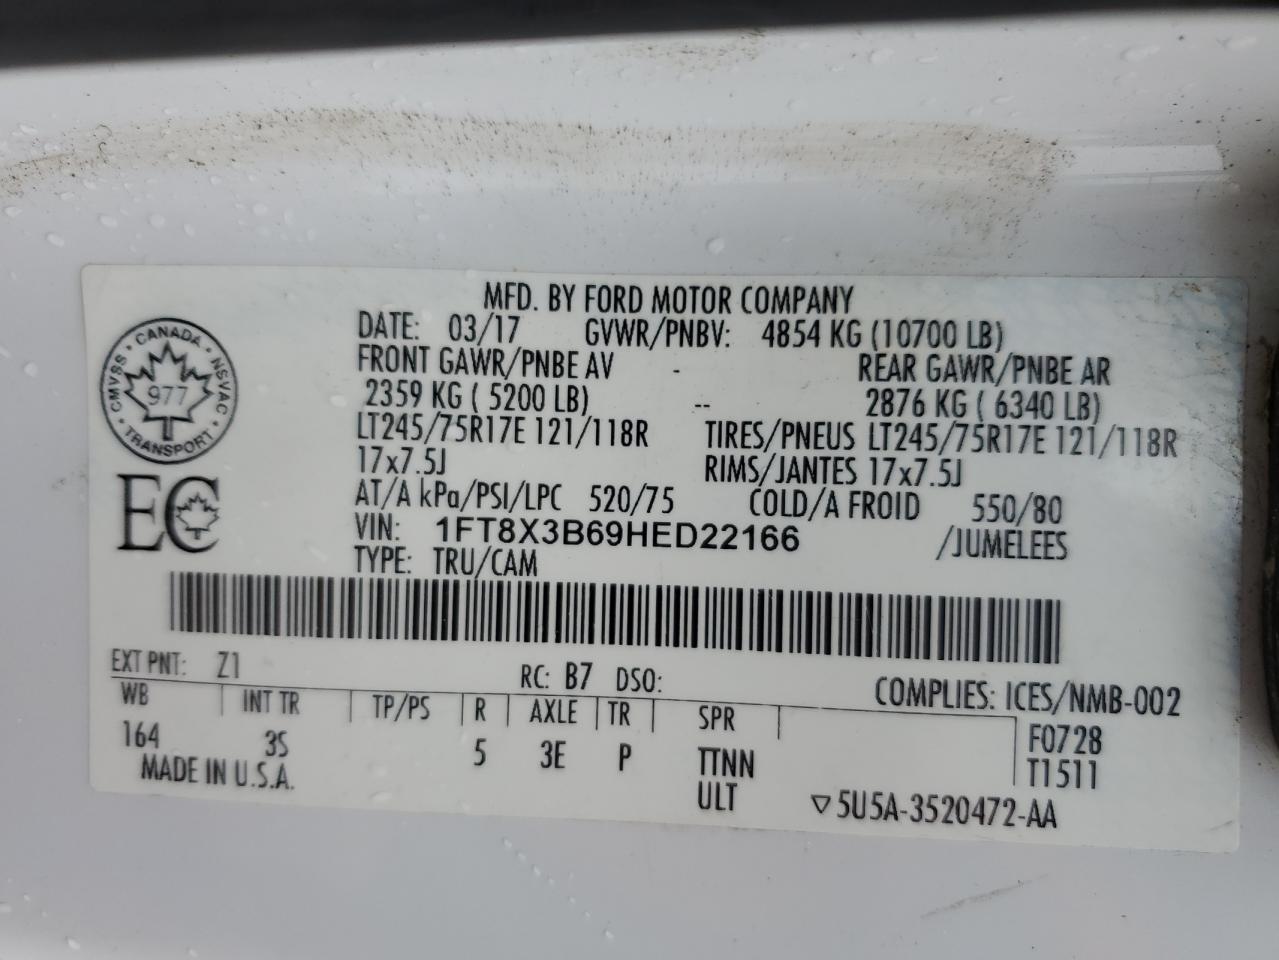 MFD. BY FORD MOTOR COMPANY
DATE: 03/17 GVWR/PNBV: 4854 KG (10700 LB)
FRONT GAWR/PNBE AV - REAR GAWR/PNBE AR
2359 KG ( 5200 LB) -- 2876 KG ( 6340 LB)
LT245/75R17E 121/118R TIRES/PNEUS LT245/75R17E 121/118R
17x7.5J RIMS/JANTES 17x7.5J
AT/A kPa/PSI/LPC 520/75 COLD/A FROID 550/80
VIN: 1FT8X3B69HED22166 /JUMELEES
TYPE: TRU/CAM
CANADA
CMVSS NSVAC
977
TRANSPORT
EC
EXT PNT: Z1 RC: B7 DSO:
COMPLIES: ICES/NMB-002
WB | INT TR | TP/PS | R | AXLE | TR | SPR | F0728
164 3S 5 3E P TTNN T1511
MADE IN U.S.A. ULT ▽5U5A-3520472-AA